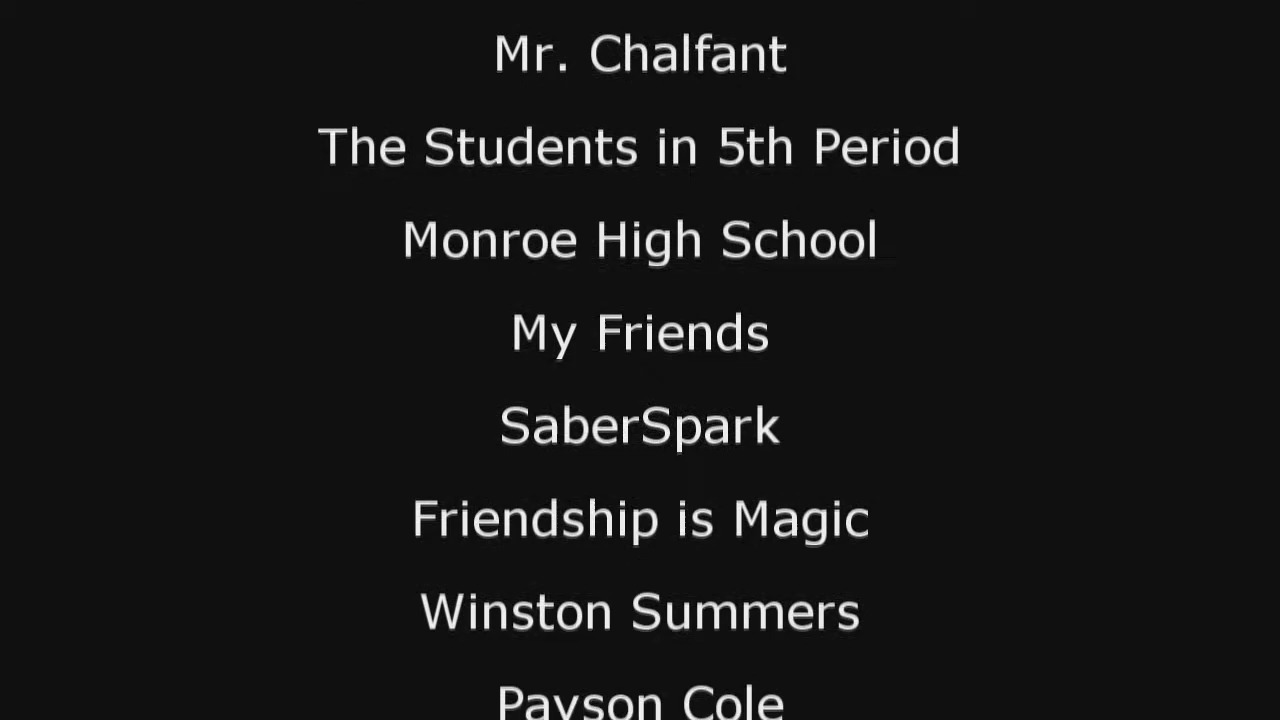 Mr. Chalfant
The Students in 5th Period
Monroe High School
My Friends
SaberSpark
Friendship is Magic
Winston Summers
Payson Cole